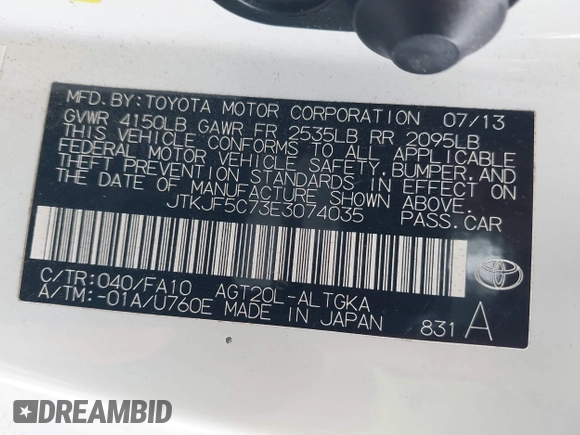 MFD. BY: TOYOTA MOTOR CORPORATION 07/13
GVWR 4150LB GAWR FR 2535LB RR 2095LB
THIS VEHICLE CONFORMS TO ALL APPLICABLE
FEDERAL MOTOR VEHICLE SAFETY, BUMPER, AND
THEFT PREVENTION STANDARDS IN EFFECT ON
THE DATE OF MANUFACTURE SHOWN ABOVE.
JTKJF5C73E3074035 PASS.CAR
C/TR:040/FA10 AGT20L-ALTGKA
A/TM:-01A/U760E MADE IN JAPAN 831 A
TOYOTA
DREAMBID